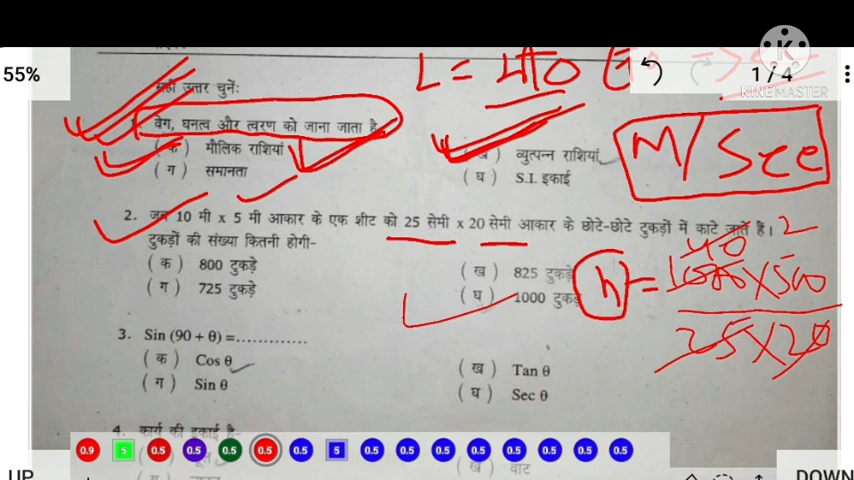 55%
L = 
1/4
KINEMASTER
सही उत्तर चुनें:
वेग, घनत्व और त्वरण को जाना जाता है
M/See
( क ) मौलिक राशियां
( ख ) व्युत्पन्न राशियां
( ग ) समानता
( घ ) S.I. इकाई
2. जब 10 मी x 5 मी आकार के एक शीट को 25 सेमी x 20 सेमी आकार के छोटे-छोटे टुकड़ों में काटे जाते हैं।
टुकड़ों की संख्या कितनी होगी-
( क ) 800 टुकड़े
( ख ) 825 टुकड़े
( ग ) 725 टुकड़े
( घ ) 1000 टुकड़े
40 2
n = 1000 x 500
25 x 20
3. Sin (90 + θ) =............
( क ) Cos θ
( ख ) Tan θ
( ग ) Sin θ
( घ ) Sec θ
4. कार्य की इकाई है-
0.9 5 0.5 0.5 0.5 0.5 0.5 5 0.5 0.5 0.5 0.5 0.5 0.5 0.5 0.5
( ख ) वाट
UP
DOWN